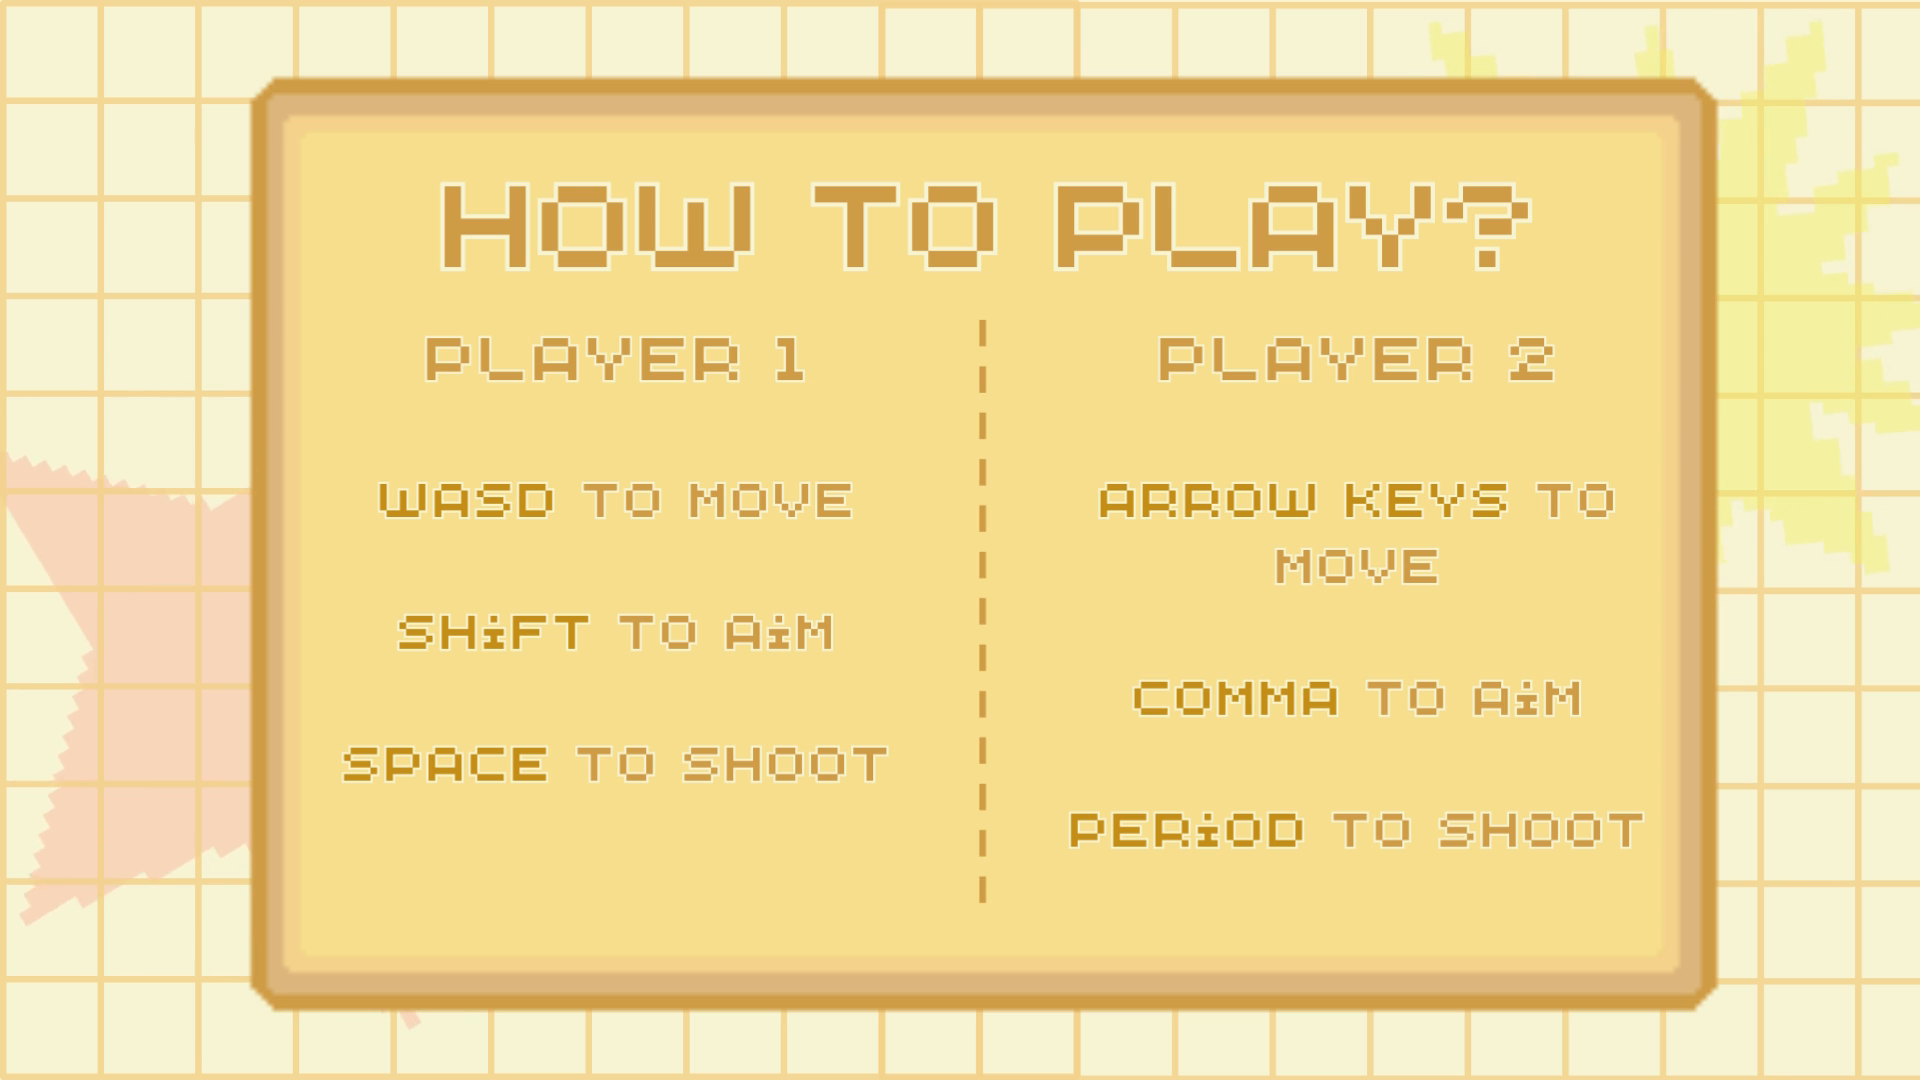 HOW TO PLAY?
PLAYER 1
WASD TO MOVE
SHiFT TO AiM
SPACE TO SHOOT
PLAYER 2
ARROW KEYS TO
MOVE
COMMA TO AiM
PERiOD TO SHOOT